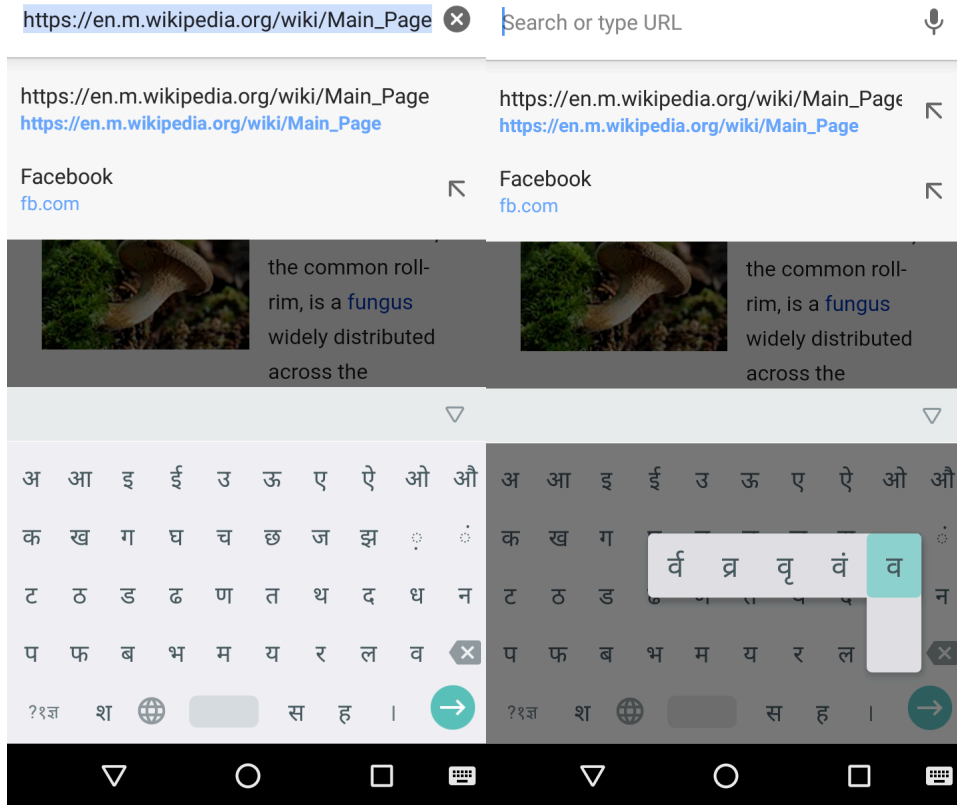 https://en.m.wikipedia.org/wiki/Main_Page
https://en.m.wikipedia.org/wiki/Main_Page
https://en.m.wikipedia.org/wiki/Main_Page
Facebook
fb.com
the common roll-
rim, is a fungus
widely distributed
across the
अ आ इ ई उ ऊ ए ऐ ओ औ
क ख ग घ च छ ज झ ़ ं
ट ठ ड ढ ण त थ द ध न
प फ ब भ म य र ल व
?१ज्ञ श स ह ।
Search or type URL
https://en.m.wikipedia.org/wiki/Main_Page
https://en.m.wikipedia.org/wiki/Main_Page
Facebook
fb.com
the common roll-
rim, is a fungus
widely distributed
across the
अ आ इ ई उ ऊ ए ऐ ओ औ
क ख ग ं
र्व व्र वृ वं व
ट ठ ड न
प फ ब भ म य र ल
?१ज्ञ श स ह ।